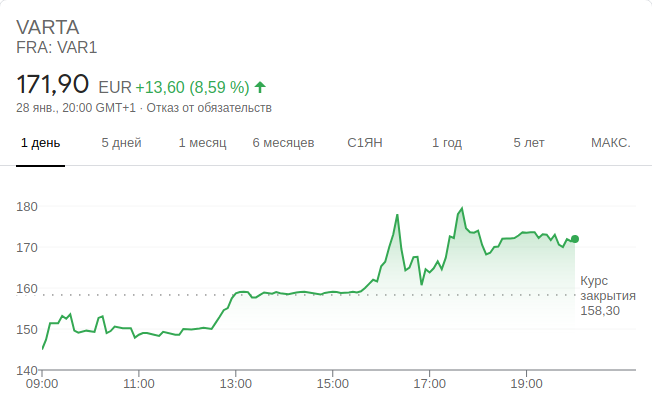 VARTA
FRA: VAR1
171,90 EUR +13,60 (8,59 %) ↑
28 янв., 20:00 GMT+1 · Отказ от обязательств
1 день 5 дней 1 месяц 6 месяцев С1ЯН 1 год 5 лет МАКС.
180
170
160
150
140
Курс
закрытия
158,30
09:00 11:00 13:00 15:00 17:00 19:00